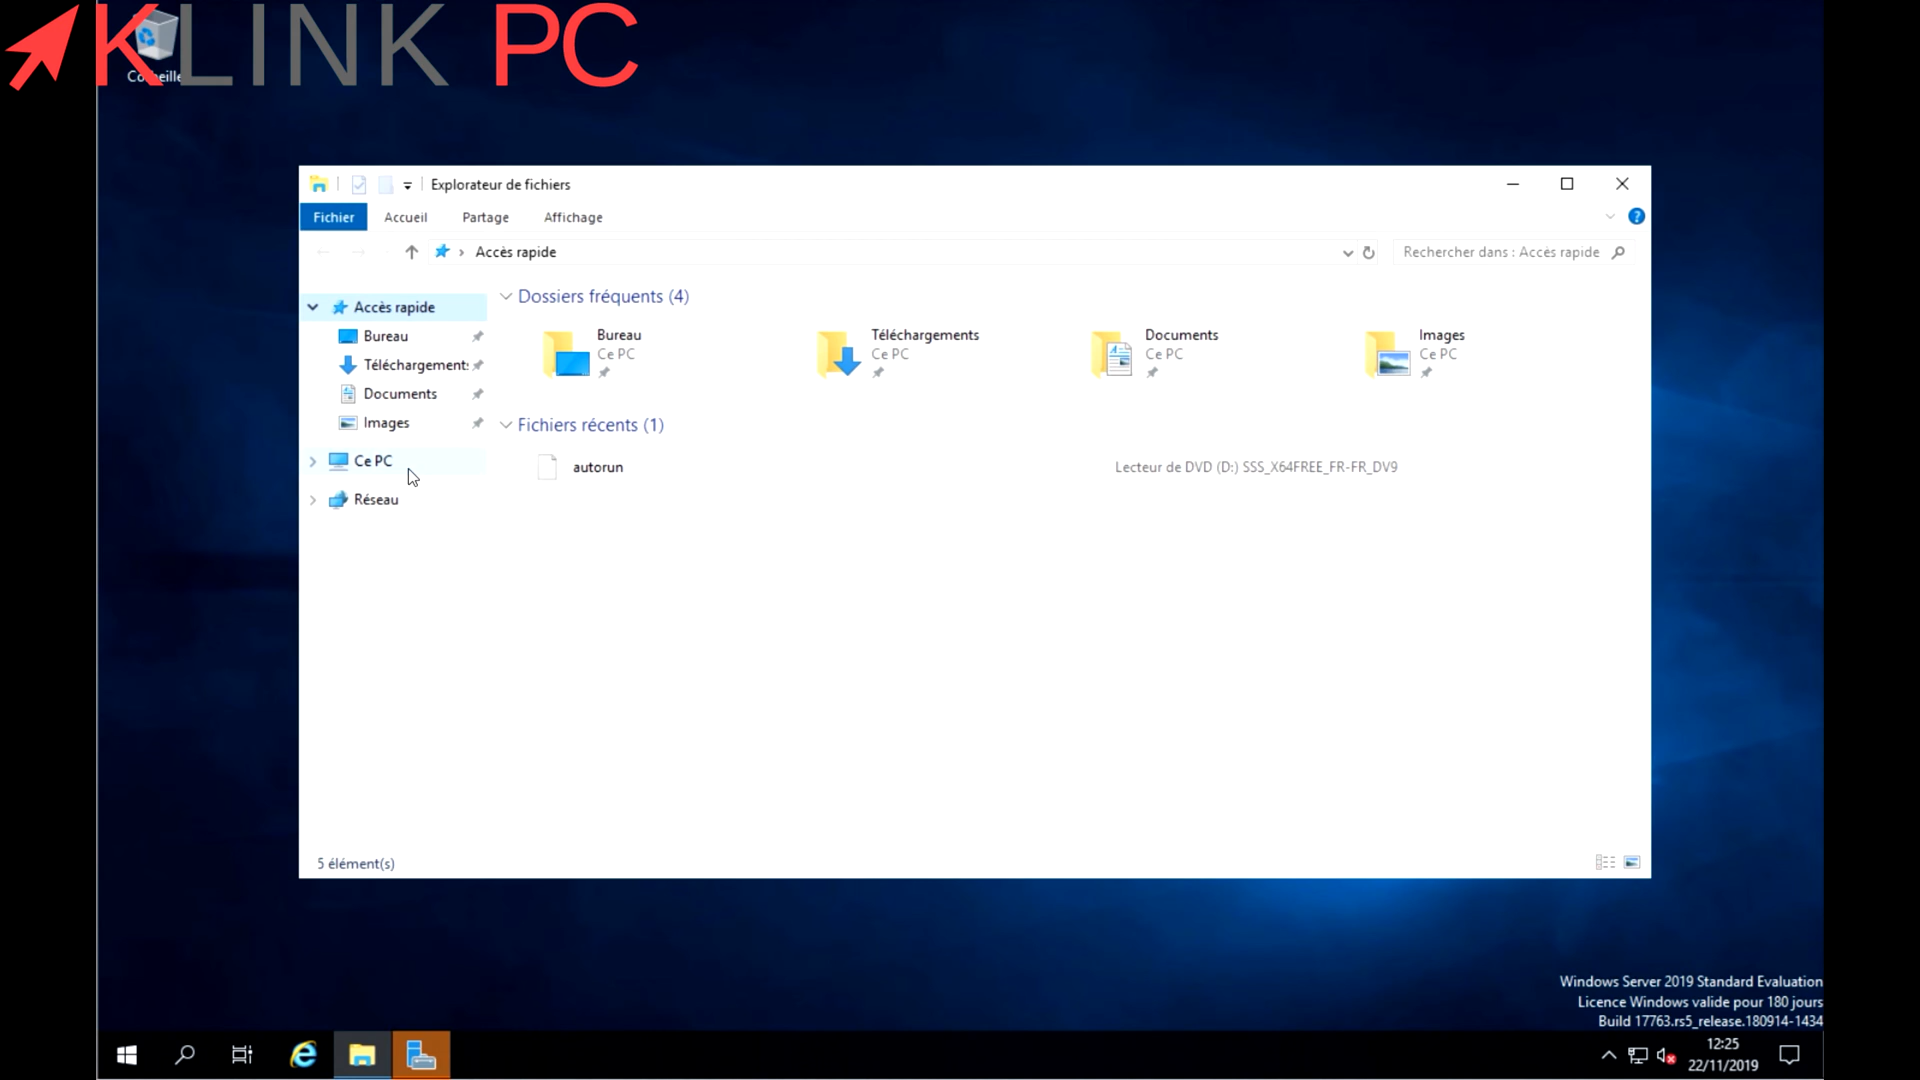 KLINK PC
Corbeille
Explorateur de fichiers
Fichier Accueil Partage Affichage
Accès rapide
Rechercher dans : Accès rapide
Accès rapide
Bureau
Téléchargements
Documents
Images
Ce PC
Réseau
Dossiers fréquents (4)
Bureau
Ce PC
Téléchargements
Ce PC
Documents
Ce PC
Images
Ce PC
Fichiers récents (1)
autorun Lecteur de DVD (D:) SSS_X64FREE_FR-FR_DV9
5 élément(s)
Windows Server 2019 Standard Evaluation
Licence Windows valide pour 180 jours
Build 17763.rs5_release.180914-1434
12:25
22/11/2019